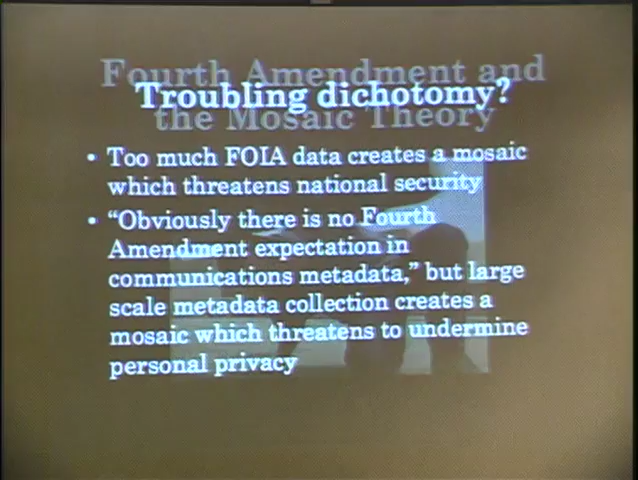 Fourth Amendment and
Troubling dichotomy?
the Mosaic Theory
• Too much FOIA data creates a mosaic
which threatens national security
• “Obviously there is no Fourth
Amendment expectation in
communications metadata,” but large
scale metadata collection creates a
mosaic which threatens to undermine
personal privacy